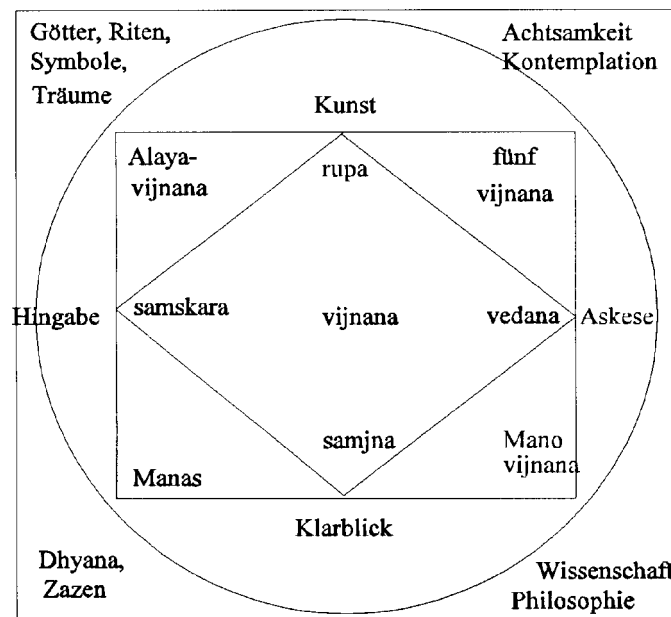 Götter, Riten,
Symbole,
Träume
Achtsamkeit
Kontemplation
Kunst
Alaya-
vijnana
rupa
fünf
vijnana
Hingabe
samskara
vijnana
vedana
Askese
samjna
Manas
Mano
vijnana
Klarblick
Dhyana,
Zazen
Wissenschaft
Philosophie